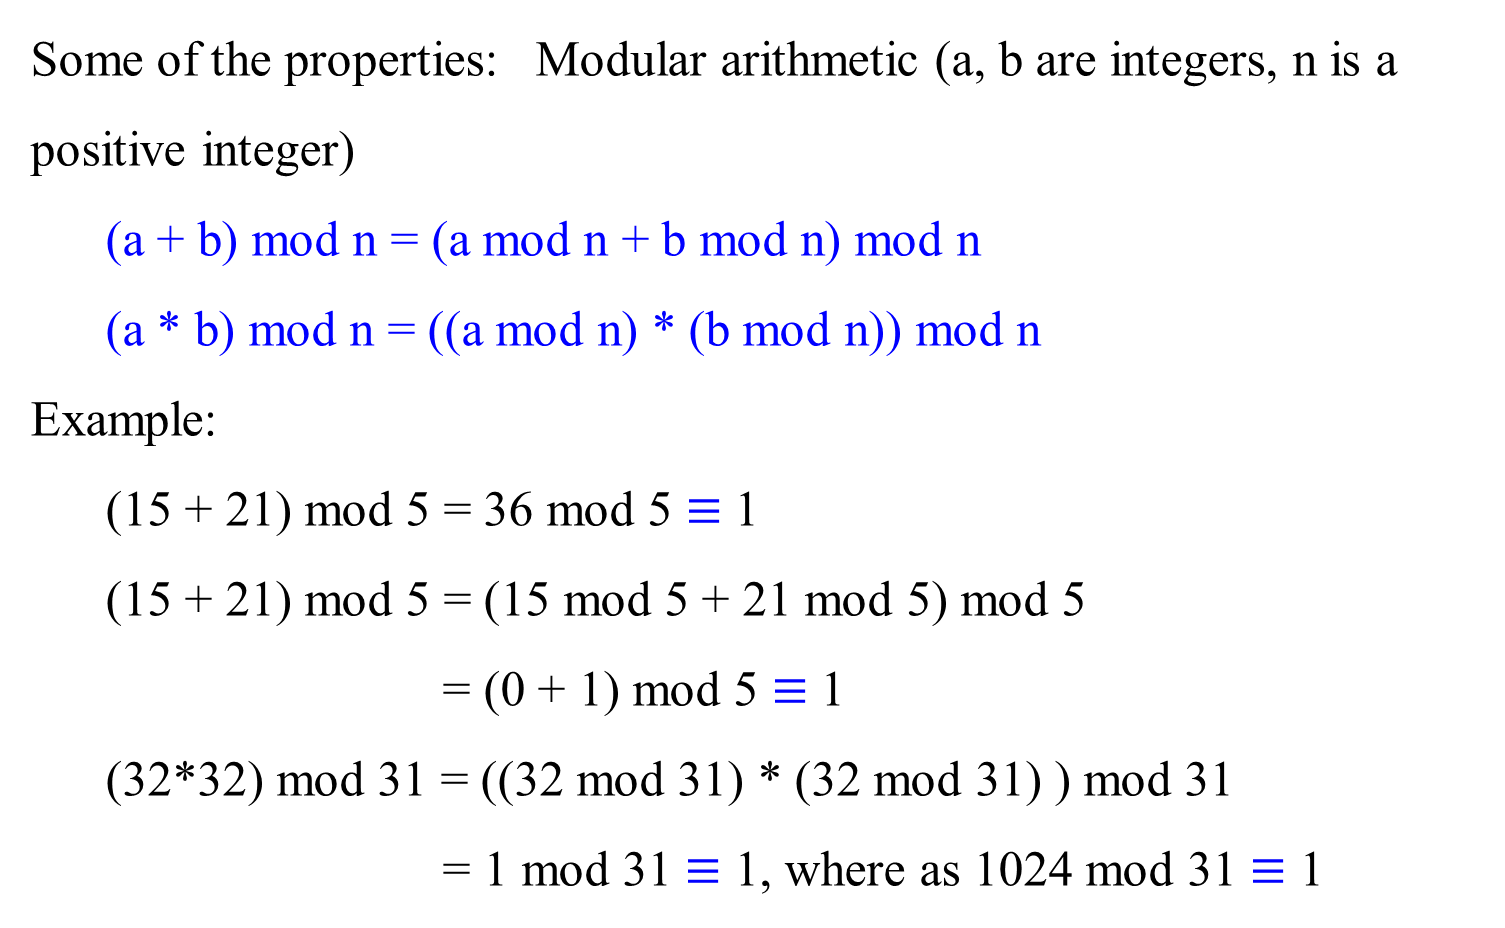 Some of the properties: Modular arithmetic (a, b are integers, n is a
positive integer)
(a + b) mod n = (a mod n + b mod n) mod n
(a * b) mod n = ((a mod n) * (b mod n)) mod n
Example:
(15 + 21) mod 5 = 36 mod 5 ≡ 1
(15 + 21) mod 5 = (15 mod 5 + 21 mod 5) mod 5
= (0 + 1) mod 5 ≡ 1
(32*32) mod 31 = ((32 mod 31) * (32 mod 31) ) mod 31
= 1 mod 31 ≡ 1, where as 1024 mod 31 ≡ 1